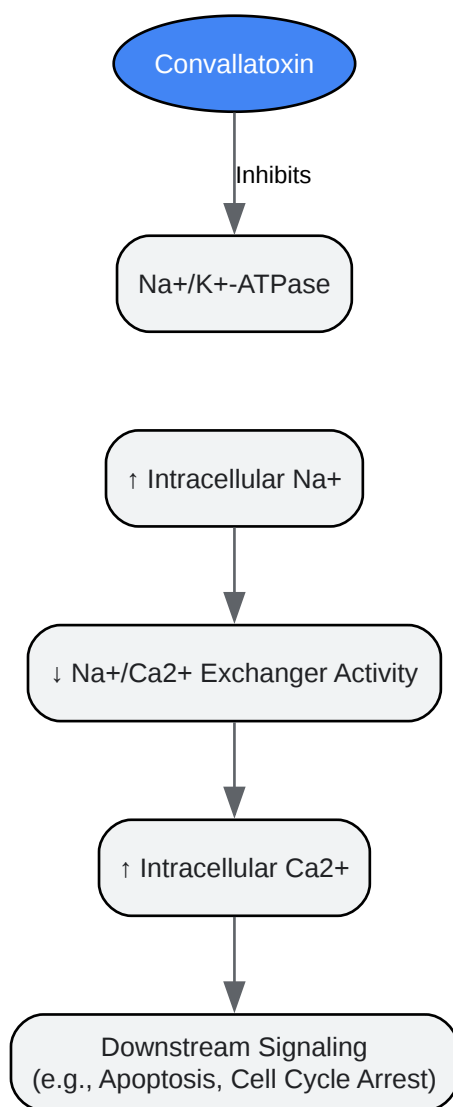 Convallatoxin
Inhibits
Na+/K+-ATPase
↑ Intracellular Na+
↓ Na+/Ca2+ Exchanger Activity
↑ Intracellular Ca2+
Downstream Signaling
(e.g., Apoptosis, Cell Cycle Arrest)